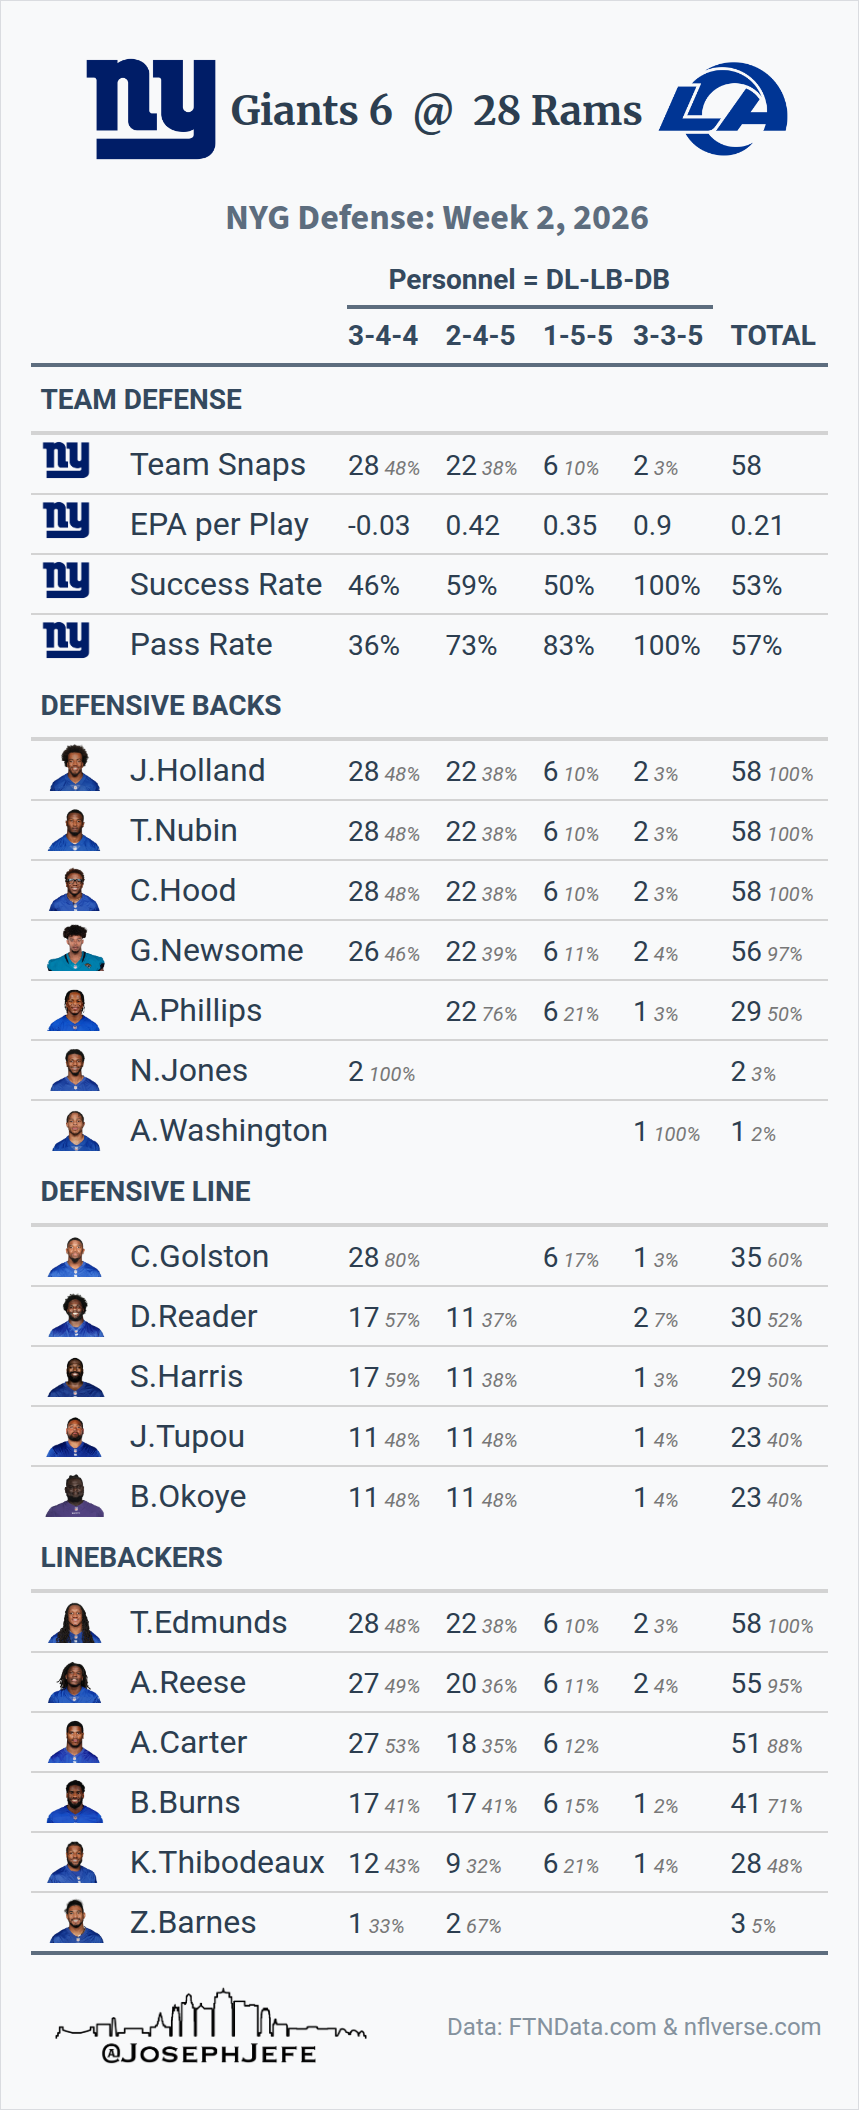 ny Giants 6 @ 28 Rams LA
NYG Defense: Week 2, 2026
Personnel = DL-LB-DB
3-4-4 2-4-5 1-5-5 3-3-5 TOTAL
TEAM DEFENSE
ny Team Snaps 28 48% 22 38% 6 10% 2 3% 58
ny EPA per Play -0.03 0.42 0.35 0.9 0.21
ny Success Rate 46% 59% 50% 100% 53%
ny Pass Rate 36% 73% 83% 100% 57%
DEFENSIVE BACKS
J.Holland 28 48% 22 38% 6 10% 2 3% 58 100%
T.Nubin 28 48% 22 38% 6 10% 2 3% 58 100%
C.Hood 28 48% 22 38% 6 10% 2 3% 58 100%
G.Newsome 26 46% 22 39% 6 11% 2 4% 56 97%
A.Phillips 22 76% 6 21% 1 3% 29 50%
N.Jones 2 100% 2 3%
A.Washington 1 100% 1 2%
DEFENSIVE LINE
C.Golston 28 80% 6 17% 1 3% 35 60%
D.Reader 17 57% 11 37% 2 7% 30 52%
S.Harris 17 59% 11 38% 1 3% 29 50%
J.Tupou 11 48% 11 48% 1 4% 23 40%
B.Okoye 11 48% 11 48% 1 4% 23 40%
LINEBACKERS
T.Edmunds 28 48% 22 38% 6 10% 2 3% 58 100%
A.Reese 27 49% 20 36% 6 11% 2 4% 55 95%
A.Carter 27 53% 18 35% 6 12% 51 88%
B.Burns 17 41% 17 41% 6 15% 1 2% 41 71%
K.Thibodeaux 12 43% 9 32% 6 21% 1 4% 28 48%
Z.Barnes 1 33% 2 67% 3 5%
@JOSEPHJEFE
Data: FTNData.com & nflverse.com